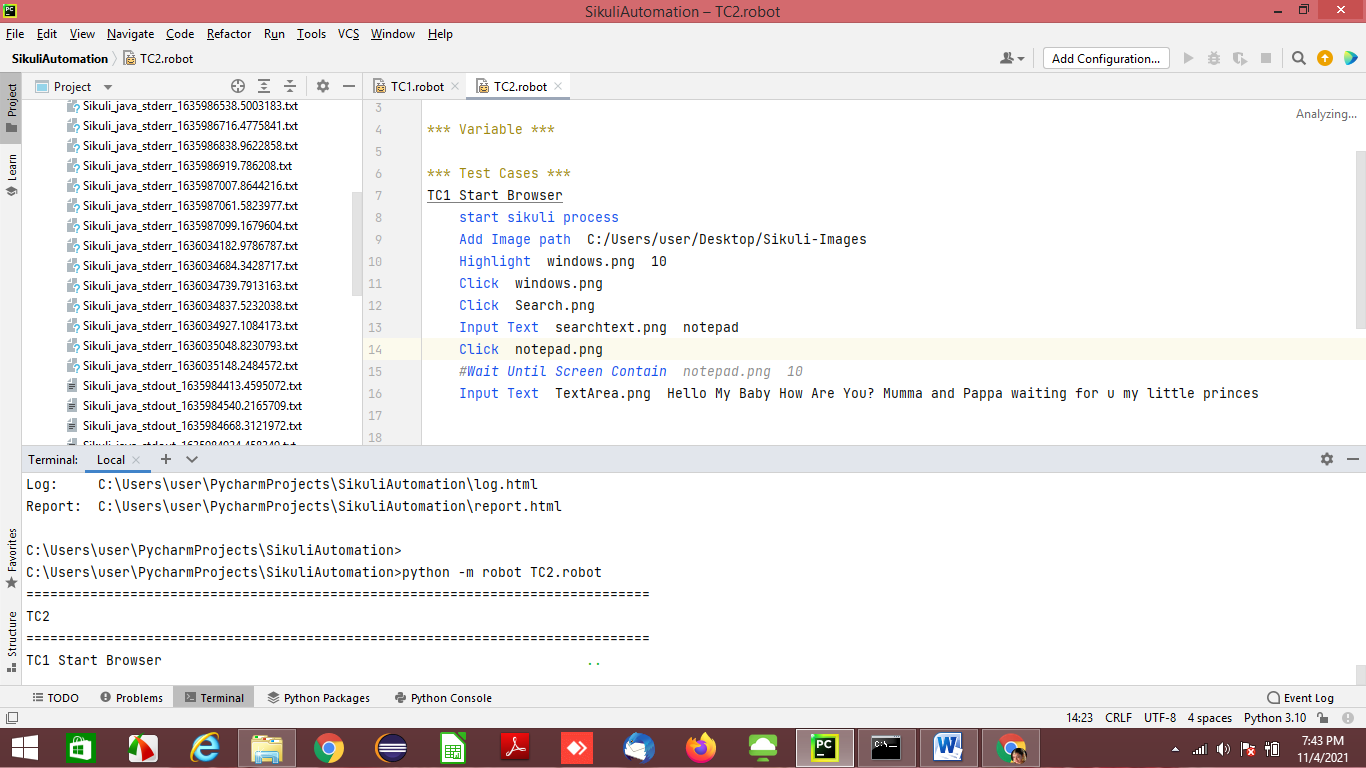 SikuliAutomation – TC2.robot
File Edit View Navigate Code Refactor Run Tools VCS Window Help
SikuliAutomation TC2.robot
Add Configuration...
Project
TC1.robot
TC2.robot
Project
Learn
Favorites
Structure
Sikuli_java_stderr_1635986538.5003183.txt
Sikuli_java_stderr_1635986716.4775841.txt
Sikuli_java_stderr_1635986838.9622858.txt
Sikuli_java_stderr_1635986919.786208.txt
Sikuli_java_stderr_1635987007.8644216.txt
Sikuli_java_stderr_1635987061.5823977.txt
Sikuli_java_stderr_1635987099.1679604.txt
Sikuli_java_stderr_1636034182.9786787.txt
Sikuli_java_stderr_1636034684.3428717.txt
Sikuli_java_stderr_1636034739.7913163.txt
Sikuli_java_stderr_1636034837.5232038.txt
Sikuli_java_stderr_1636034927.1084173.txt
Sikuli_java_stderr_1636035048.8230793.txt
Sikuli_java_stderr_1636035148.2484572.txt
Sikuli_java_stdout_1635984413.4595072.txt
Sikuli_java_stdout_1635984540.2165709.txt
Sikuli_java_stdout_1635984668.3121972.txt
Analyzing...
3
4 *** Variable ***
5
6 *** Test Cases ***
7 TC1 Start Browser
8 start sikuli process
9 Add Image path C:/Users/user/Desktop/Sikuli-Images
10 Highlight windows.png 10
11 Click windows.png
12 Click Search.png
13 Input Text searchtext.png notepad
14 Click notepad.png
15 #Wait Until Screen Contain notepad.png 10
16 Input Text TextArea.png Hello My Baby How Are You? Mumma and Pappa waiting for u my little princes
17
18
Terminal: Local
Log: C:\Users\user\PycharmProjects\SikuliAutomation\log.html
Report: C:\Users\user\PycharmProjects\SikuliAutomation\report.html
C:\Users\user\PycharmProjects\SikuliAutomation>
C:\Users\user\PycharmProjects\SikuliAutomation>python -m robot TC2.robot
==============================================================================
TC2
==============================================================================
TC1 Start Browser ..
TODO Problems Terminal Python Packages Python Console Event Log
14:23 CRLF UTF-8 4 spaces Python 3.10
7:43 PM
11/4/2021